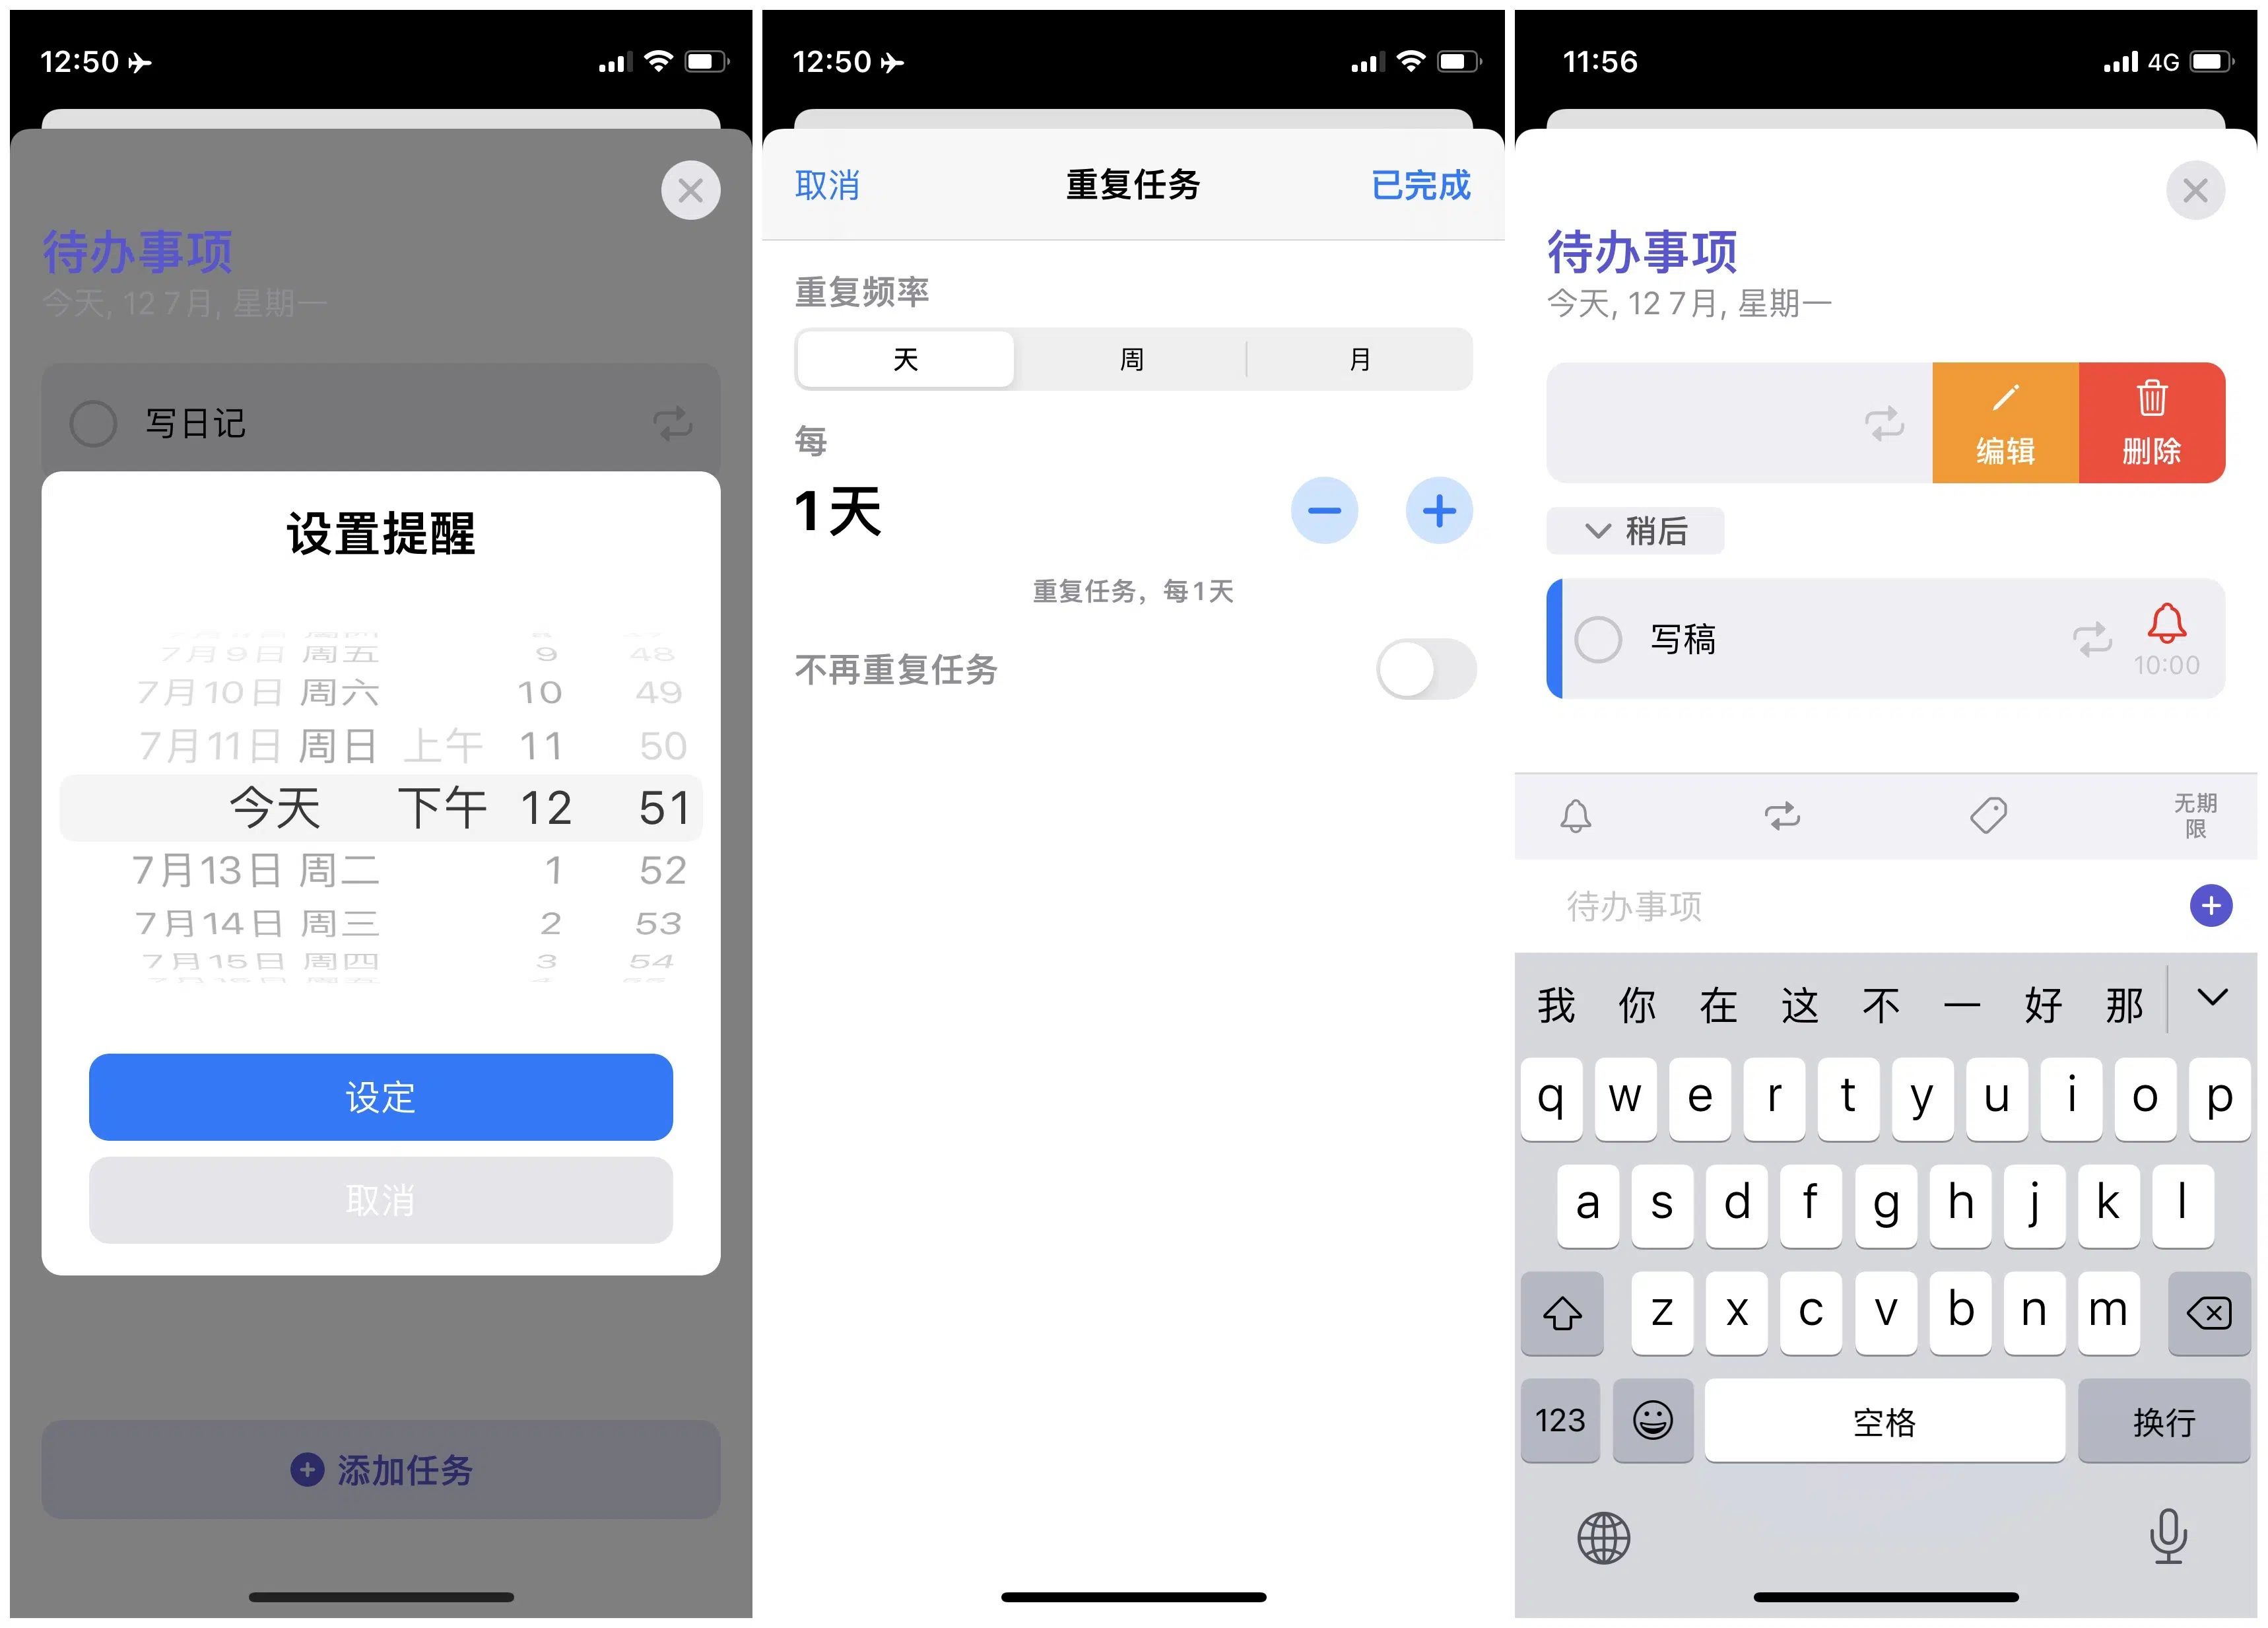 12:50
待办事项
今天, 12 7月, 星期一
写日记
设置提醒
7月9日 周五 9 48
7月10日 周六 10 49
7月11日 周日 上午 11 50
今天 下午 12 51
7月13日 周二 1 52
7月14日 周三 2 53
7月15日 周四 3 54
设定
取消
添加任务
12:50
取消 重复任务 已完成
重复频率
天 周 月
每
1天
重复任务，每1天
不再重复任务
11:56 4G
待办事项
今天, 12 7月, 星期一
编辑 删除
稍后
写稿 10:00
无期
限
待办事项
我 你 在 这 不 一 好 那
q w e r t y u i o p
a s d f g h j k l
z x c v b n m
123 空格 换行